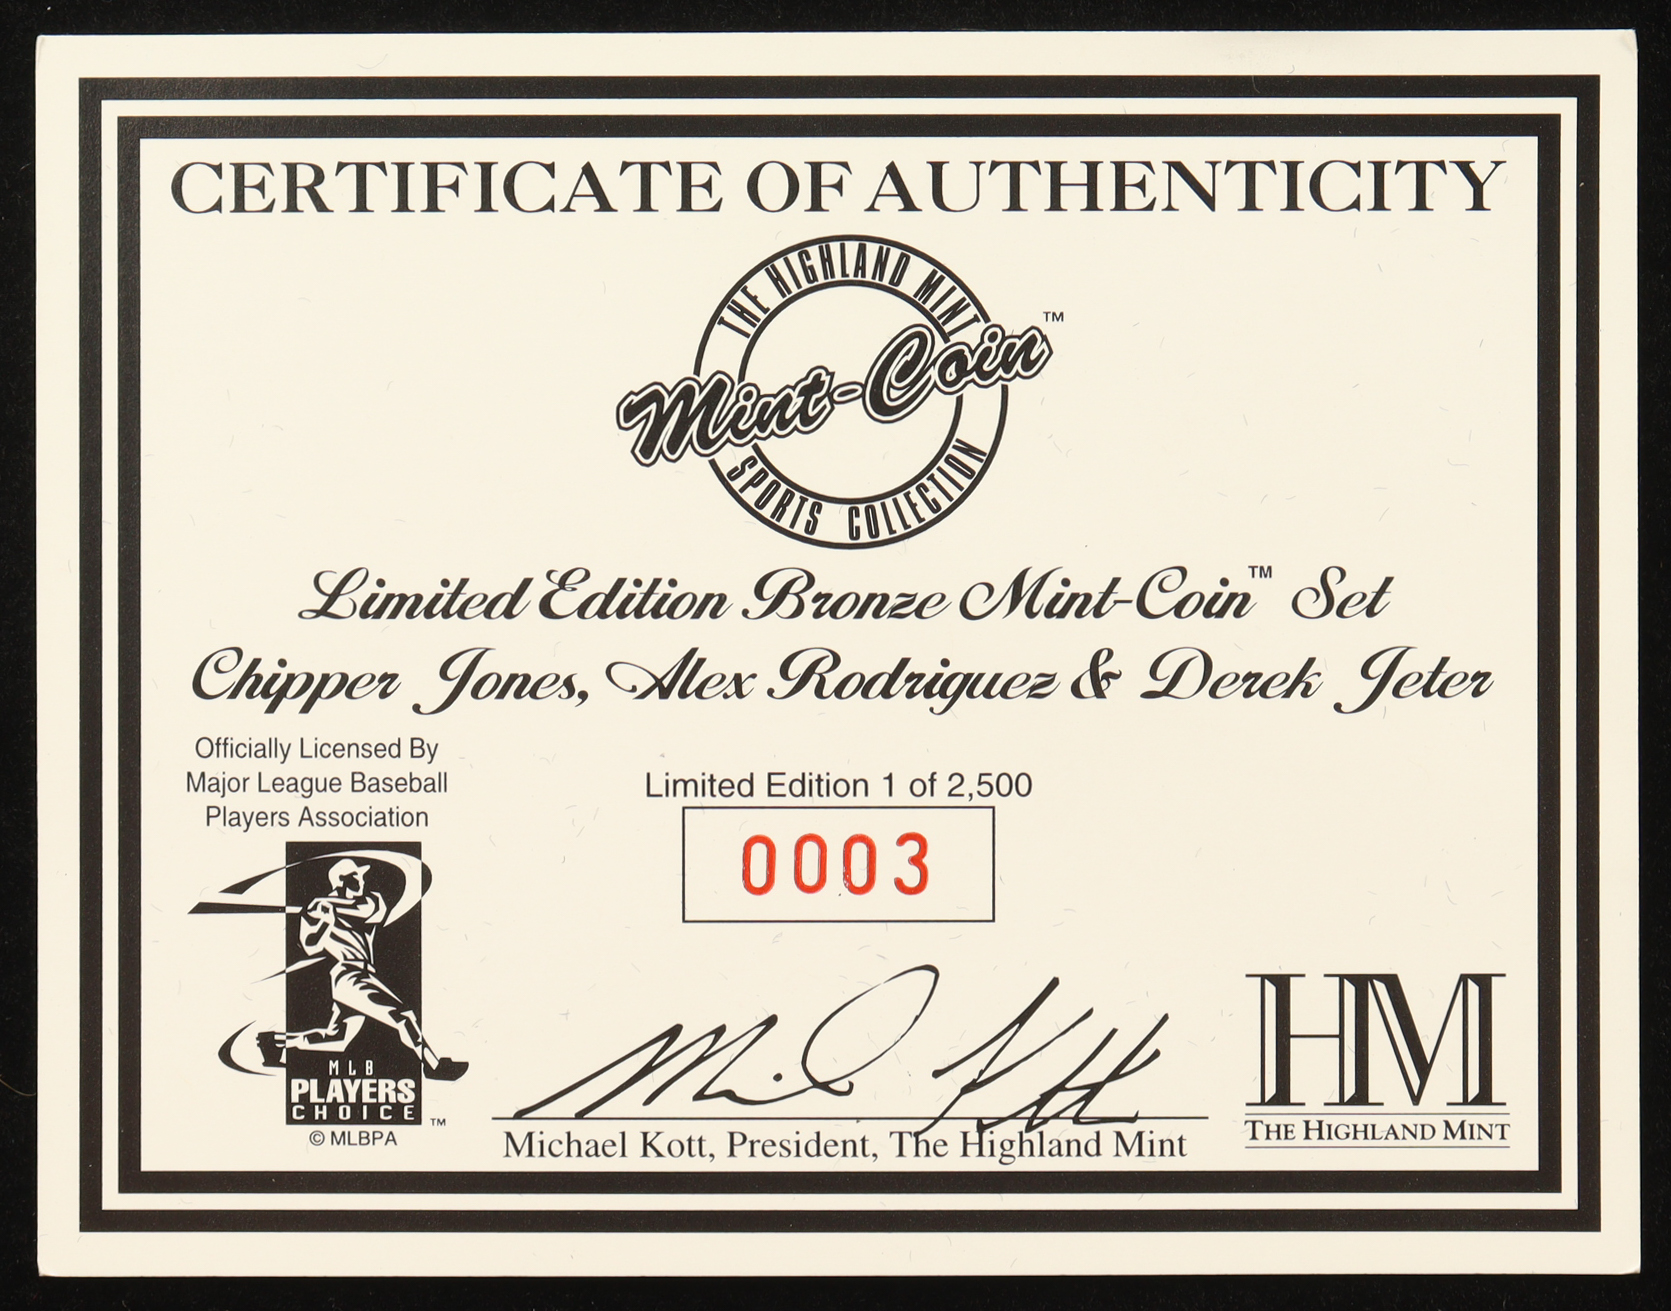 CERTIFICATE OF AUTHENTICITY
THE HIGHLAND MINT
Mint-Coin™
SPORTS COLLECTION
Limited Edition Bronze Mint-Coin™ Set
Chipper Jones, Alex Rodriguez & Derek Jeter
Officially Licensed By
Major League Baseball
Players Association
Limited Edition 1 of 2,500
0003
MLB
PLAYERS
CHOICE ™
© MLBPA
Michael Kott, President, The Highland Mint
HM
THE HIGHLAND MINT